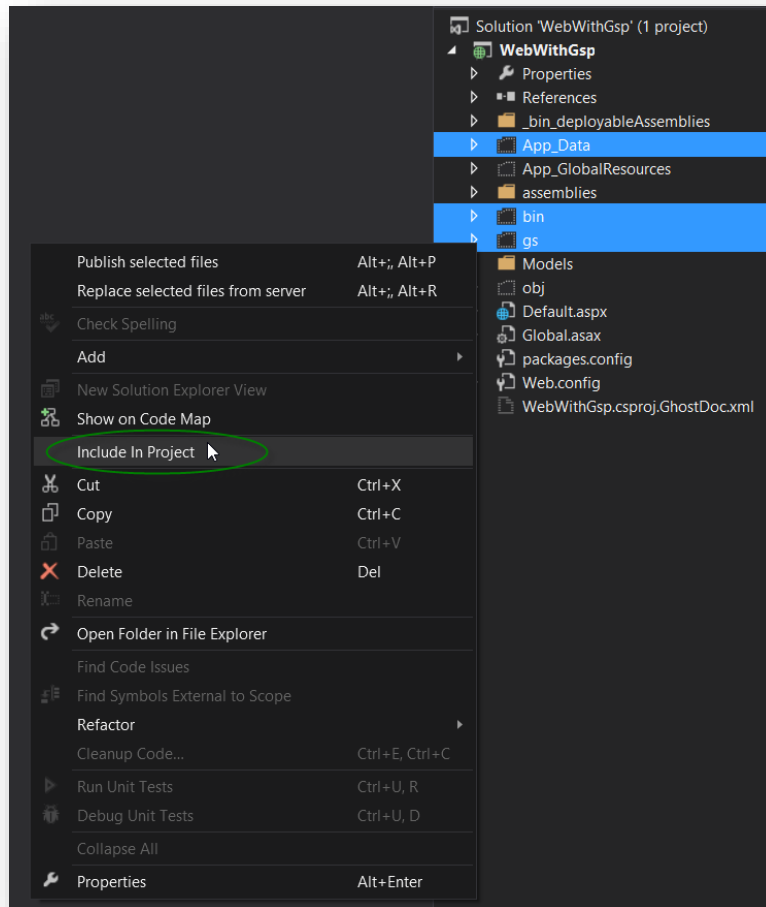 Solution 'WebWithGsp' (1 project)
WebWithGsp
Properties
References
_bin_deployableAssemblies
App_Data
App_GlobalResources
assemblies
bin
gs
Models
obj
Default.aspx
Global.asax
packages.config
Web.config
WebWithGsp.csproj.GhostDoc.xml
Publish selected files Alt+;, Alt+P
Replace selected files from server Alt+;, Alt+R
abc
Check Spelling
Add
New Solution Explorer View
Show on Code Map
Include In Project
Cut Ctrl+X
Copy Ctrl+C
Paste Ctrl+V
Delete Del
Rename
Open Folder in File Explorer
Find Code Issues
Find Symbols External to Scope
Refactor
Cleanup Code... Ctrl+E, Ctrl+C
Run Unit Tests Ctrl+U, R
Debug Unit Tests Ctrl+U, D
Collapse All
Properties Alt+Enter